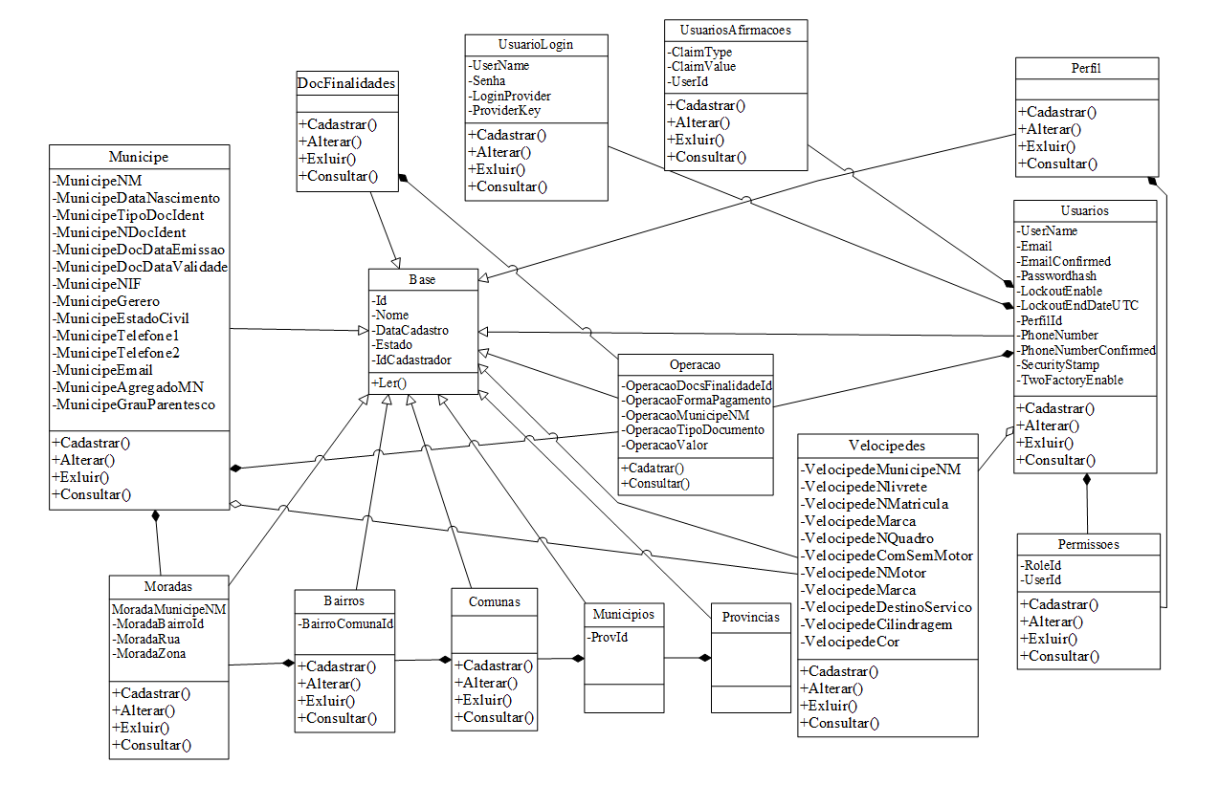 UsuarioLogin
-UserName
-Senha
-LoginProvider
-ProviderKey
+Cadastrar()
+Alterar()
+Exluir()
+Consultar()
UsuariosAfirmacoes
-ClaimType
-ClaimValue
-UserId
+Cadastrar()
+Alterar()
+Exluir()
+Consultar()
Perfil
+Cadastrar()
+Alterar()
+Exluir()
+Consultar()
DocFinalidades
+Cadastrar()
+Alterar()
+Exluir()
+Consultar()
Municipe
-MunicipeNM
-MunicipeDataNascimento
-MunicipeTipoDocIdent
-MunicipeNDocIdent
-MunicipeDocDataEmissao
-MunicipeDocDataValidade
-MunicipeNIF
-MunicipeGerero
-MunicipeEstadoCivil
-MunicipeTelefone1
-MunicipeTelefone2
-MunicipeEmail
-MunicipeAgregadoMN
-MunicipeGrauParentesco
+Cadastrar()
+Alterar()
+Exluir()
+Consultar()
Base
-Id
-Nome
-DataCadastro
-Estado
-IdCadastrador
+Ler()
Usuarios
-UserName
-Email
-EmailConfirmed
-Passwordhash
-LockoutEnable
-LockoutEndDateUTC
-PerfilId
-PhoneNumber
-PhoneNumberConfirmed
-SecurityStamp
-TwoFactoryEnable
+Cadastrar()
+Alterar()
+Exluir()
+Consultar()
Operacao
-OperacaoDocsFinalidadeId
-OperacaoFormaPagamento
-OperacaoMunicipeNM
-OperacaoTipoDocumento
-OperacaoValor
+Cadatrar()
+Consultar()
Velocipedes
-VelocipedeMunicipeNM
-VelocipedeNlivrete
-VelocipedeNMatricula
-VelocipedeMarca
-VelocipedeNQuadro
-VelocipedeComSemMotor
-VelocipedeNMotor
-VelocipedeMarca
-VelocipedeDestinoServico
-VelocipedeCilindragem
-VelocipedeCor
+Cadastrar()
+Alterar()
+Exluir()
+Consultar()
Permissoes
-RoleId
-UserId
+Cadastrar()
+Alterar()
+Exluir()
+Consultar()
Moradas
MoradaMunicipeNM
-MoradaBairroId
-MoradaRua
-MoradaZona
+Cadastrar()
+Alterar()
+Exluir()
+Consultar()
Bairros
-BairroComunaId
+Cadastrar()
+Alterar()
+Exluir()
+Consultar()
Comunas
+Cadastrar()
+Alterar()
+Exluir()
+Consultar()
Municipios
-ProvId
Provincias